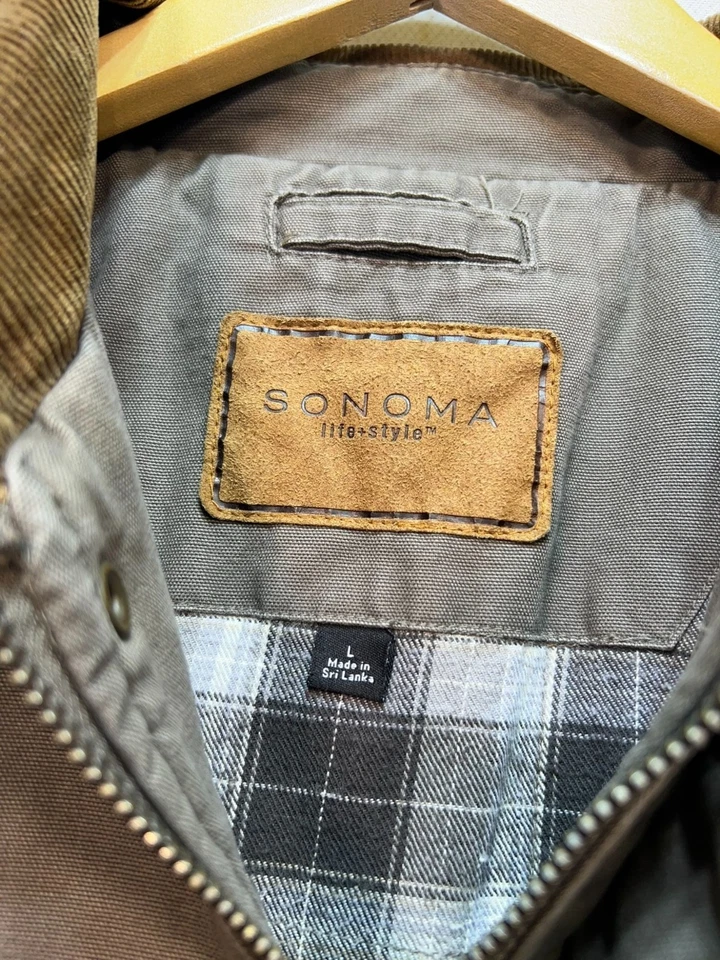 SONOMA
life+style™
L
Made in
Sri Lanka